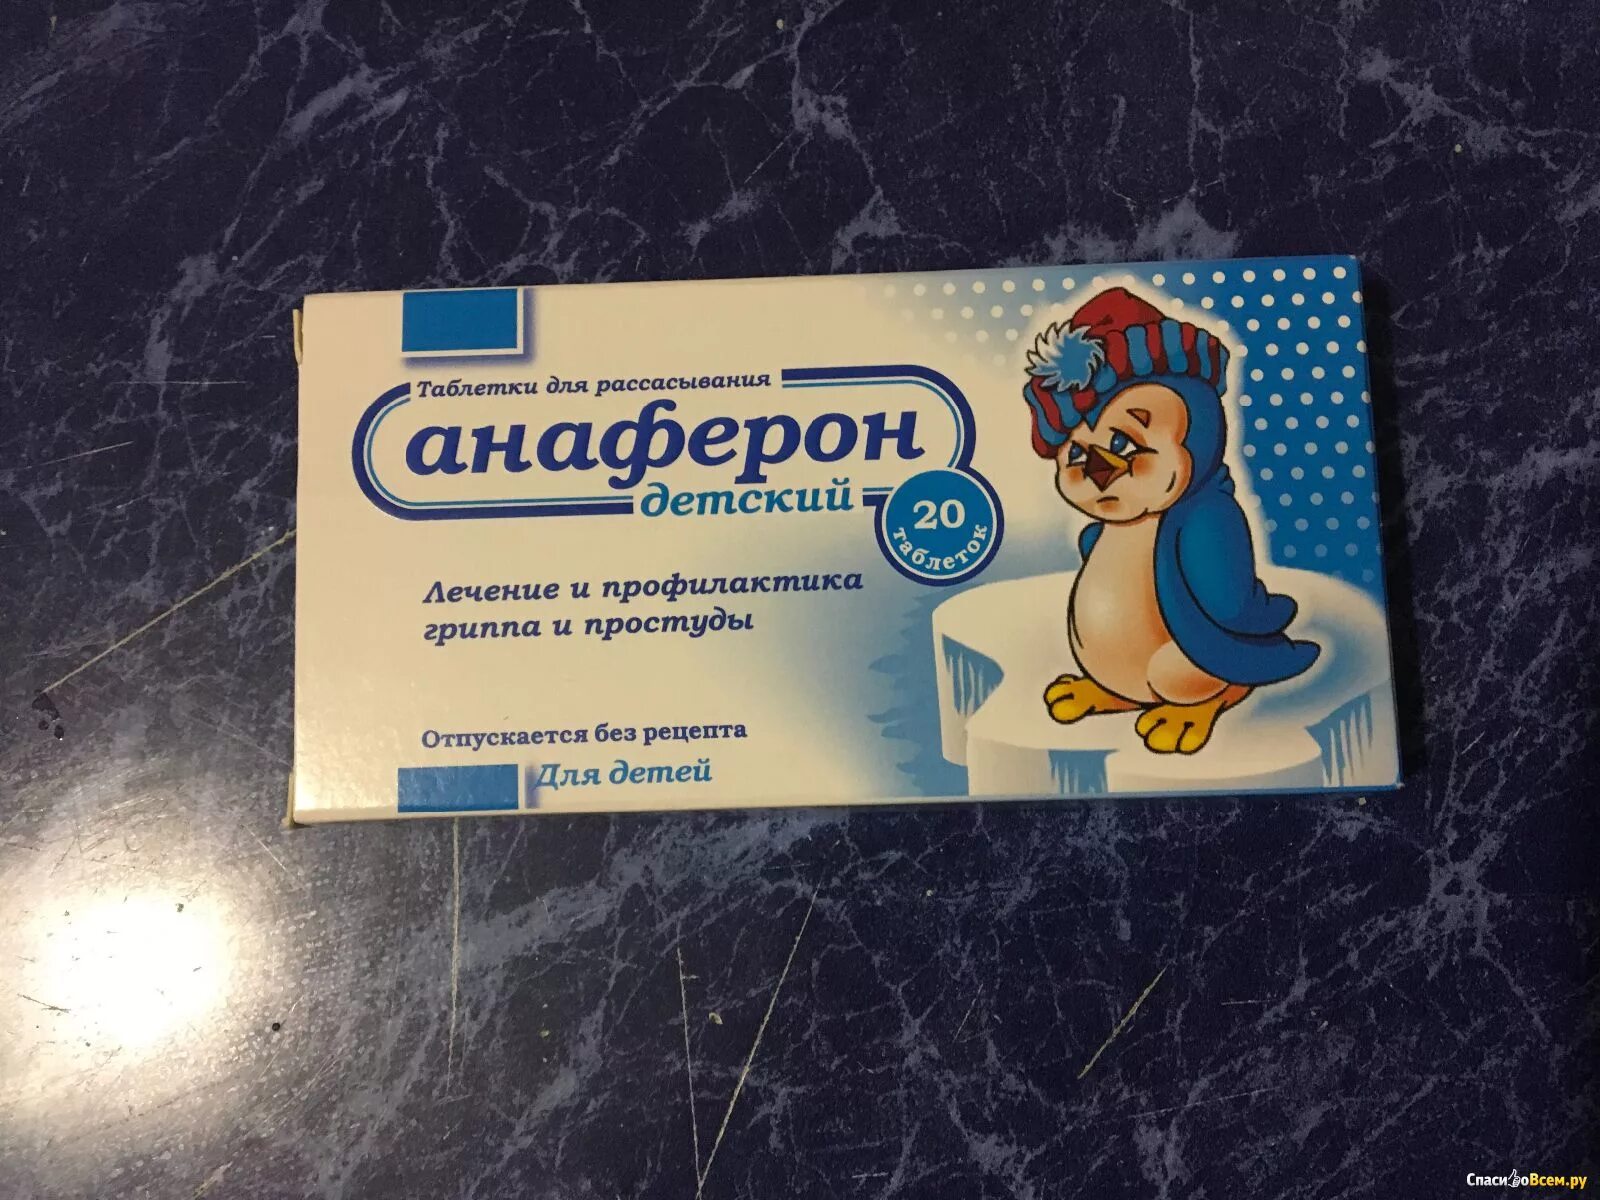 Таблетки для рассасывания
анаферон
детский
20
таблеток
Лечение и профилактика
гриппа и простуды
Отпускается без рецепта
Для детей
СпасибоВсем.ру